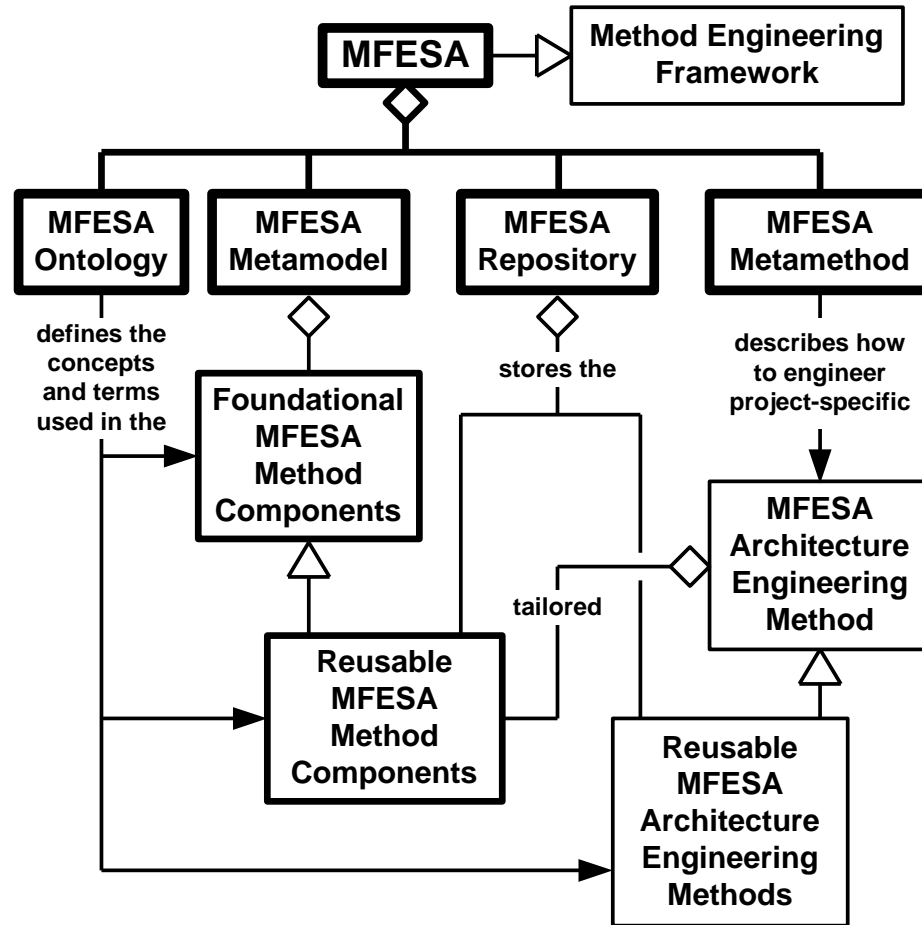 MFESA
Method Engineering
Framework
MFESA
Ontology
MFESA
Metamodel
MFESA
Repository
MFESA
Metamethod
defines the
concepts
and terms
used in the
stores the
describes how
to engineer
project-specific
Foundational
MFESA
Method
Components
MFESA
Architecture
Engineering
Method
tailored
Reusable
MFESA
Method
Components
Reusable
MFESA
Architecture
Engineering
Methods